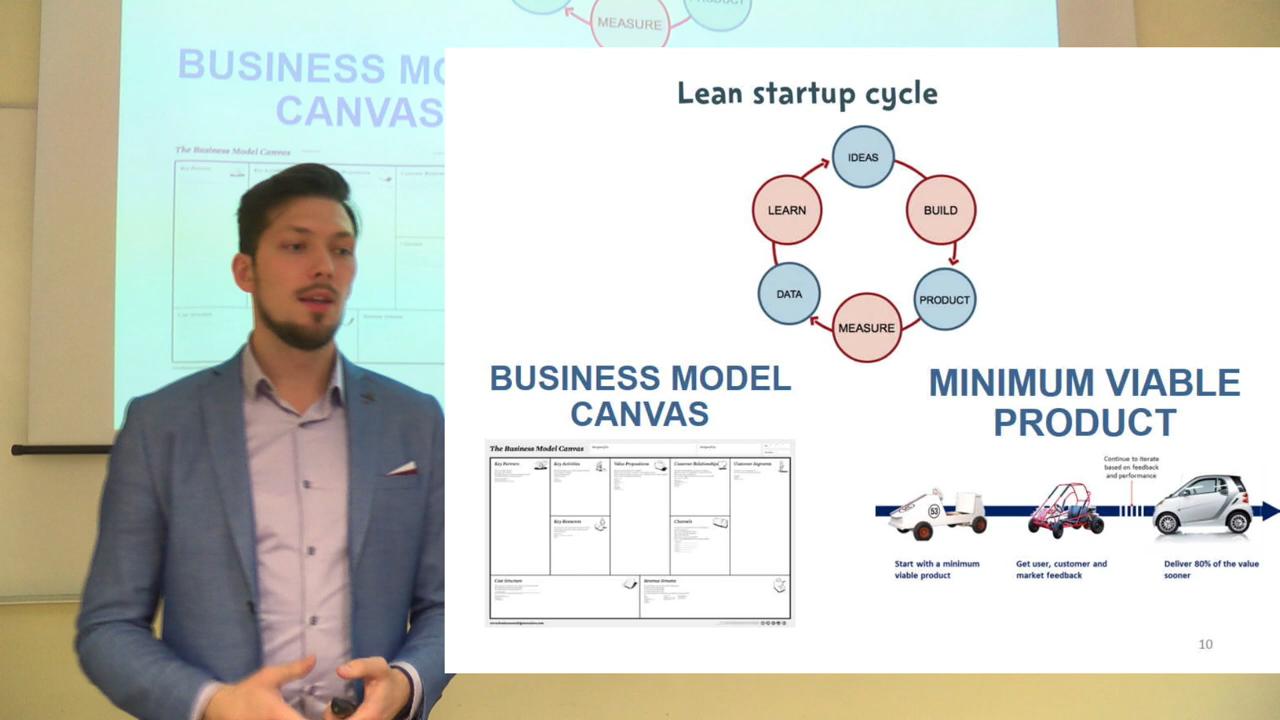 MEASURE
PRODUCT
BUSINESS MO
CANVAS
The Business Model Canvas
Lean startup cycle
IDEAS
LEARN
BUILD
DATA
PRODUCT
MEASURE
BUSINESS MODEL
CANVAS
The Business Model Canvas
Key Partners
Key Activities
Value Propositions
Customer Relationships
Customer Segments
Key Resources
Channels
Cost Structure
Revenue Streams
MINIMUM VIABLE
PRODUCT
Continue to iterate
based on feedback
and performance
53
Start with a minimum
viable product
Get user, customer and
market feedback
Deliver 80% of the value
sooner
10